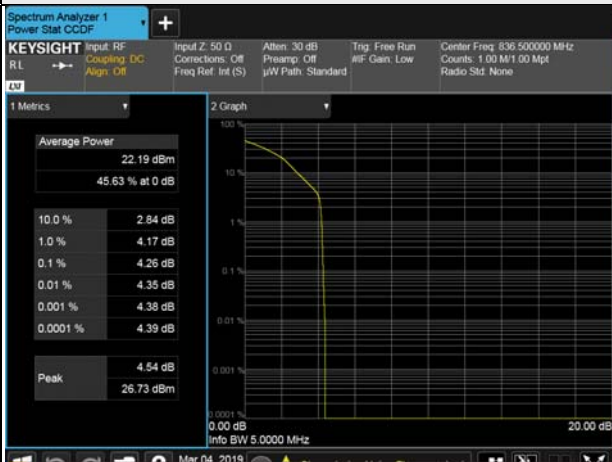 Spectrum Analyzer 1
Power Stat CCDF
KEYSIGHT
RL
Input: RF
Coupling: DC
Align: Off
Input Z: 50 Ω
Corrections: Off
Freq Ref: Int (S)
Atten: 30 dB
Preamp: Off
µW Path: Standard
Trig: Free Run
#IF Gain: Low
Center Freq: 836.500000 MHz
Counts: 1.00 M/1.00 Mpt
Radio Std: None
LXI
1 Metrics
2 Graph
Average Power
22.19 dBm
45.63 % at 0 dB
10.0 % 2.84 dB
1.0 % 4.17 dB
0.1 % 4.26 dB
0.01 % 4.35 dB
0.001 % 4.38 dB
0.0001 % 4.39 dB
Peak
4.54 dB
26.73 dBm
100 %
10 %
1 %
0.1 %
0.01 %
0.001 %
0.0001 %
0.00 dB
20.00 dB
Info BW 5.0000 MHz
Mar 04, 2019